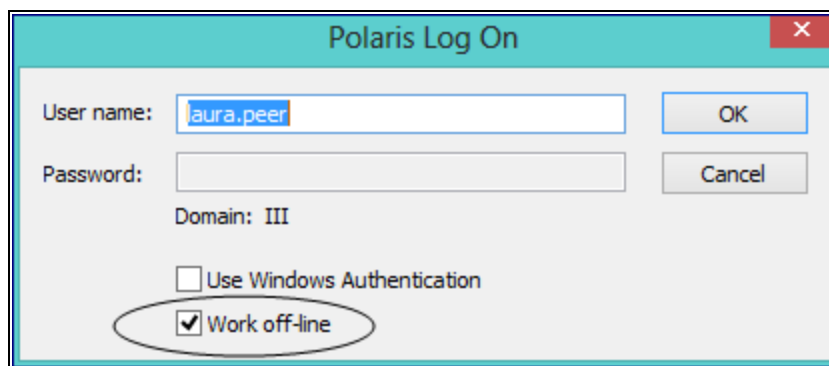 Polaris Log On
User name: laura.peer OK
Password: Cancel
Domain: III
Use Windows Authentication
Work off-line